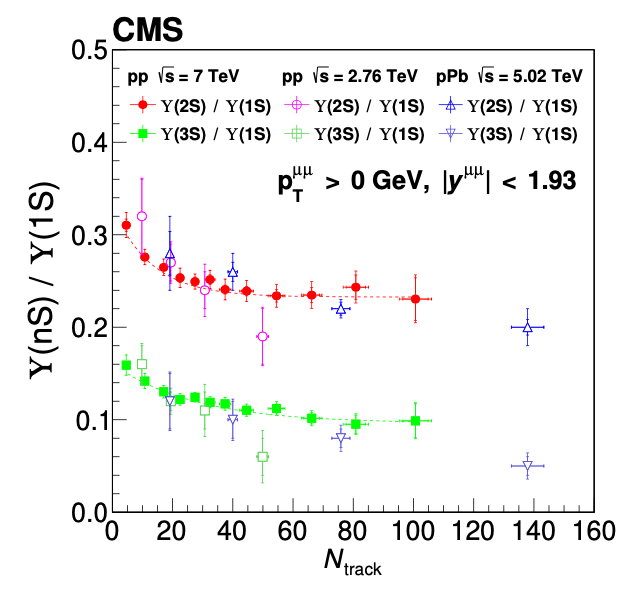 CMS
pp √s = 7 TeV pp √s = 2.76 TeV pPb √s = 5.02 TeV
ϒ(2S) / ϒ(1S) ϒ(2S) / ϒ(1S) ϒ(2S) / ϒ(1S)
ϒ(3S) / ϒ(1S) ϒ(3S) / ϒ(1S) ϒ(3S) / ϒ(1S)
p_T^μμ > 0 GeV, |y^μμ| < 1.93
ϒ(nS) / ϒ(1S)
0.5
0.4
0.3
0.2
0.1
0.0
0 20 40 60 80 100 120 140 160
N_track